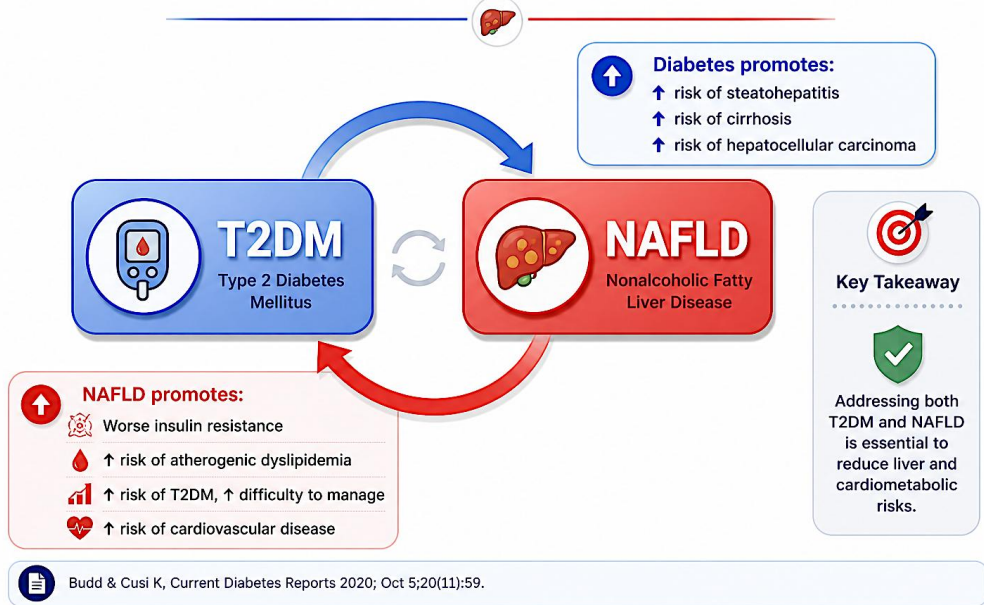 Diabetes promotes:
↑ risk of steatohepatitis
↑ risk of cirrhosis
↑ risk of hepatocellular carcinoma
T2DM
Type 2 Diabetes
Mellitus
NAFLD
Nonalcoholic Fatty
Liver Disease
Key Takeaway
Addressing both
T2DM and NAFLD
is essential to
reduce liver and
cardiometabolic
risks.
NAFLD promotes:
Worse insulin resistance
↑ risk of atherogenic dyslipidemia
↑ risk of T2DM, ↑ difficulty to manage
↑ risk of cardiovascular disease
Budd & Cusi K, Current Diabetes Reports 2020; Oct 5;20(11):59.